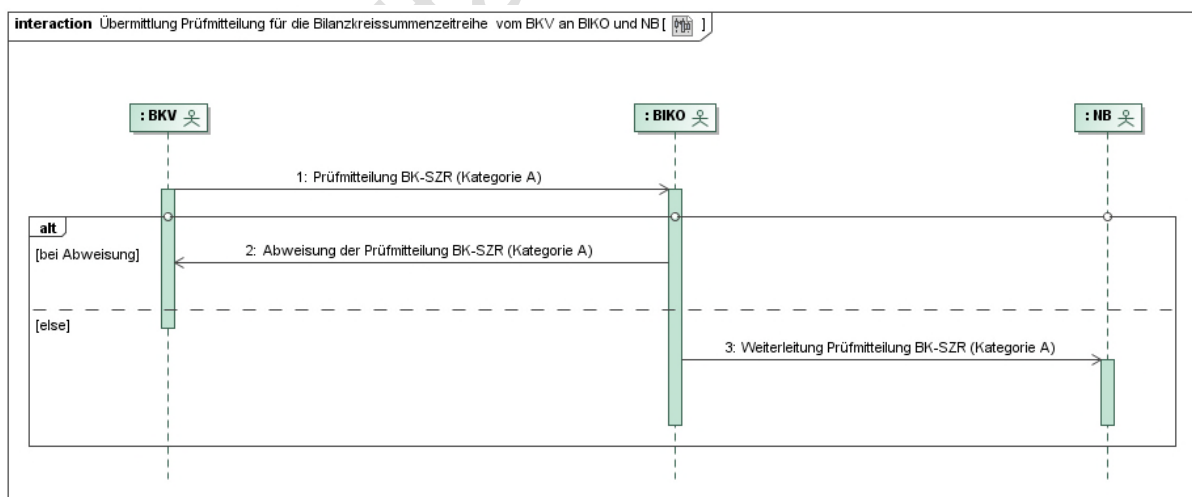 interaction Übermittlung Prüfmitteilung für die Bilanzkreissummenzeitreihe vom BKV an BIKO und NB [ ]
: BKV
: BIKO
: NB
1: Prüfmitteilung BK-SZR (Kategorie A)
alt
[bei Abweisung]
2: Abweisung der Prüfmitteilung BK-SZR (Kategorie A)
[else]
3: Weiterleitung Prüfmitteilung BK-SZR (Kategorie A)